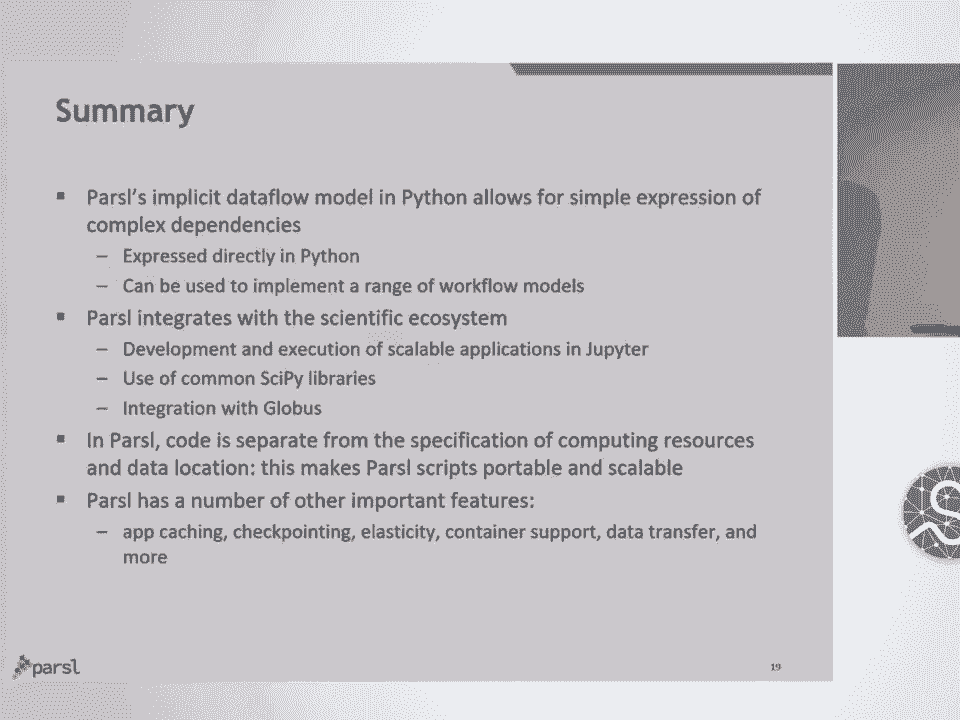 Summary
▪ Parsl's implicit dataflow model in Python allows for simple expression of
complex dependencies
– Expressed directly in Python
– Can be used to implement a range of workflow models
▪ Parsl integrates with the scientific ecosystem
– Development and execution of scalable applications in Jupyter
– Use of common SciPy libraries
– Integration with Globus
▪ In Parsl, code is separate from the specification of computing resources
and data location: this makes Parsl scripts portable and scalable
▪ Parsl has a number of other important features:
– app caching, checkpointing, elasticity, container support, data transfer, and
more
parsl
19